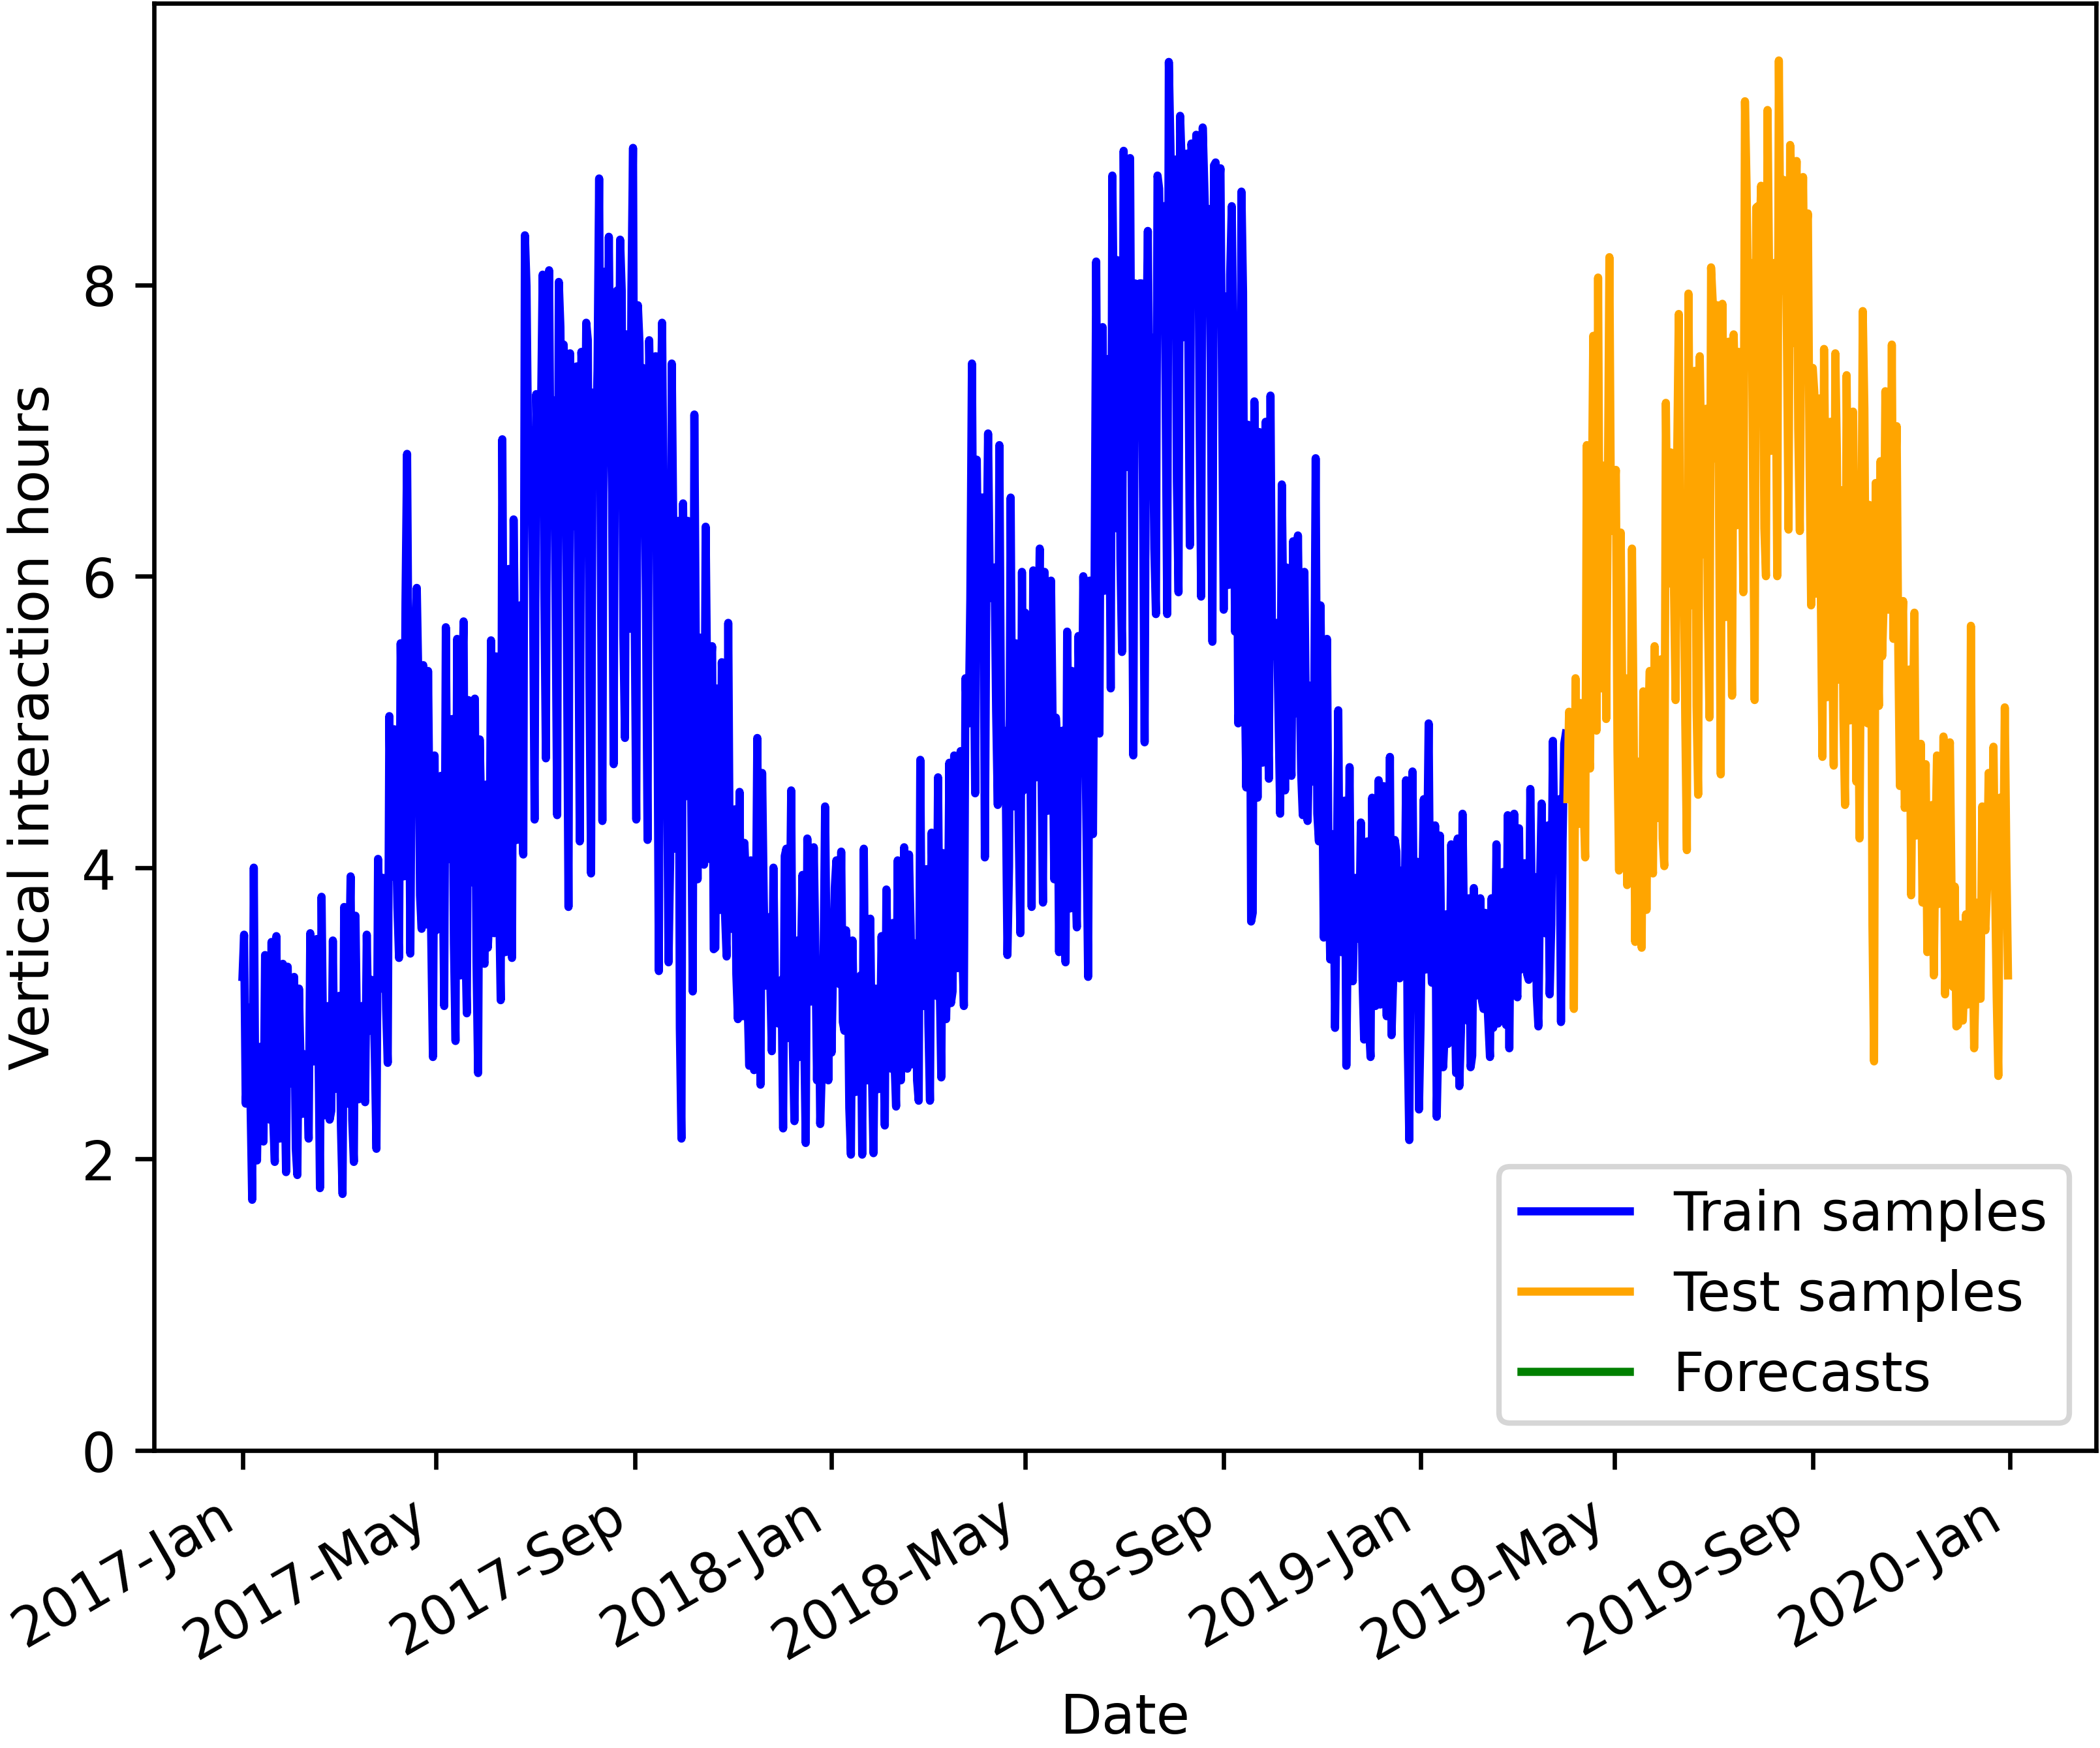 Vertical interaction hours
8
6
4
2
0
Train samples
Test samples
Forecasts
2017-Jan
2017-May
2017-Sep
2018-Jan
2018-May
2018-Sep
2019-Jan
2019-May
2019-Sep
2020-Jan
Date